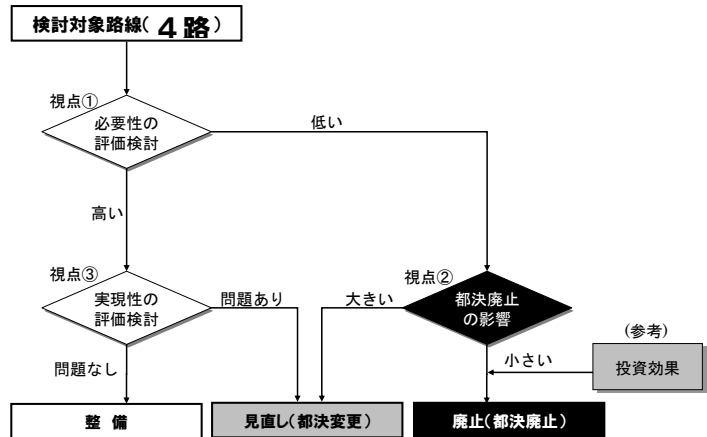 検討対象路線( 4路)
視点①
必要性の
評価検討
低い
高い
視点③
実現性の
評価検討
問題あり
大きい
視点②
都決廃止
の影響
(参考)
投資効果
小さい
問題なし
整 備
見直し(都決変更)
廃止(都決廃止)